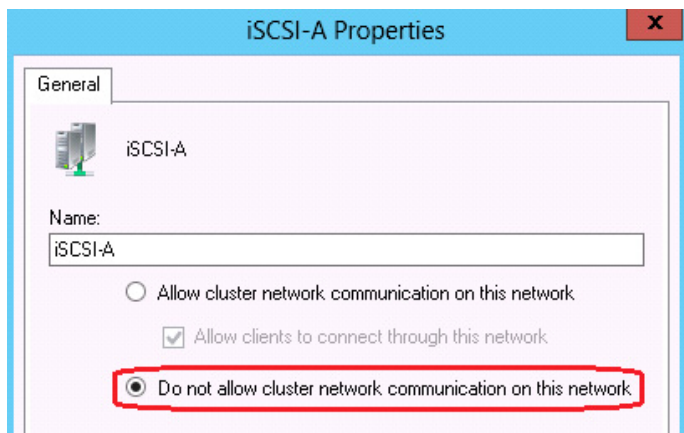 iSCSI-A Properties
x
General
iSCSI-A
Name:
iSCSI-A
Allow cluster network communication on this network
Allow clients to connect through this network
Do not allow cluster network communication on this network